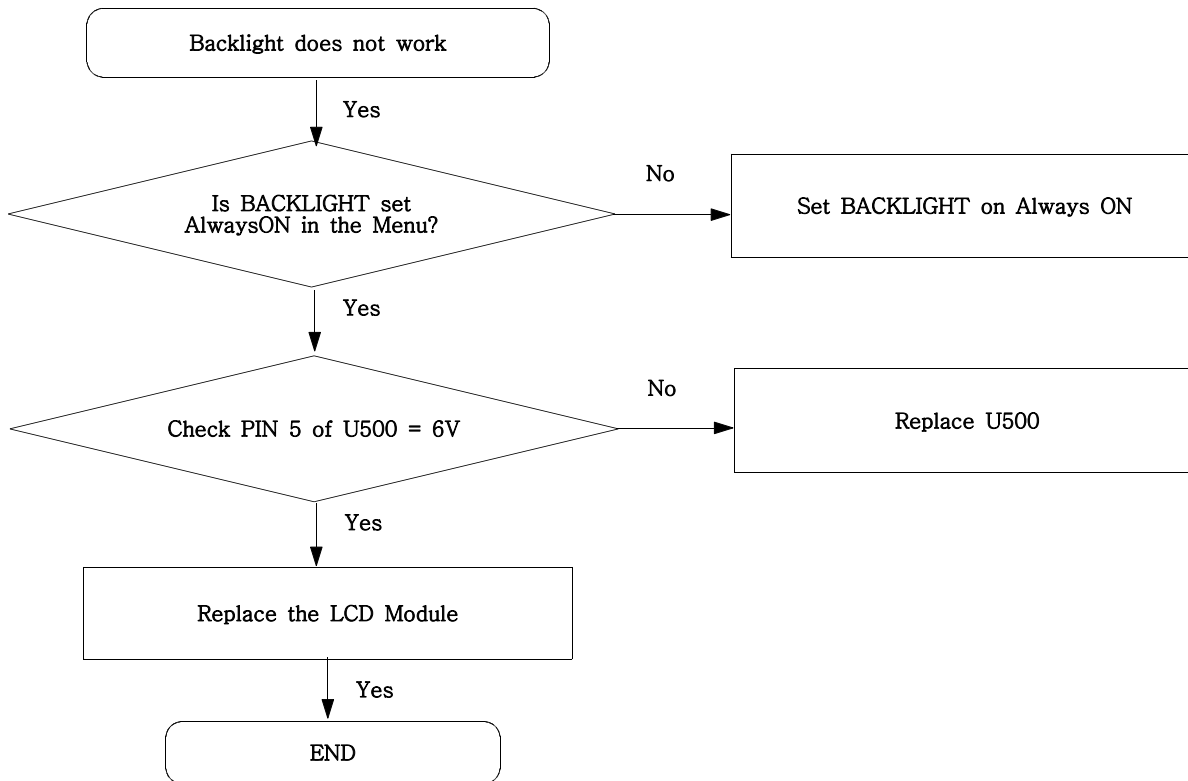 Backlight does not work
Yes
Is BACKLIGHT set
AlwaysON in the Menu?
No
Set BACKLIGHT on Always ON
Yes
Check PIN 5 of U500 = 6V
No
Replace U500
Yes
Replace the LCD Module
Yes
END